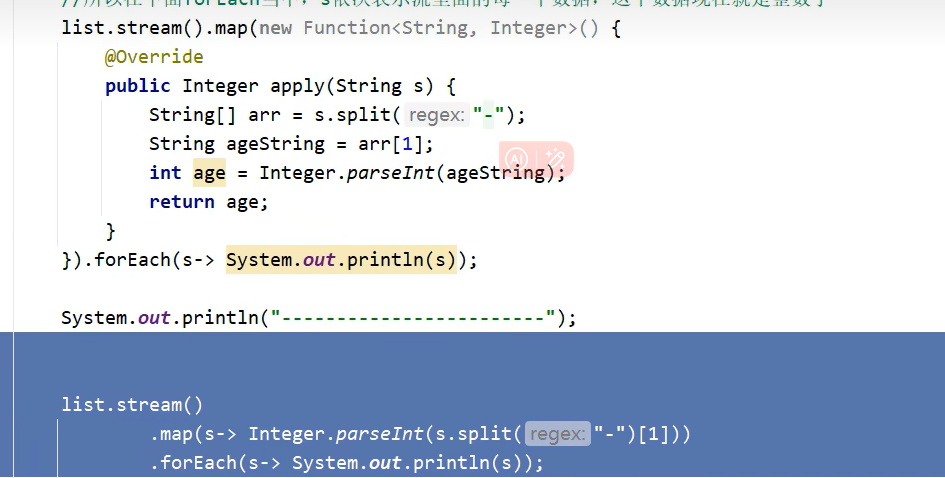 //所以在下面forEach当中，s依次表示流里面的每一个数据，这个数据现在就是整数了
list.stream().map(new Function<String, Integer>() {
@Override
public Integer apply(String s) {
String[] arr = s.split( regex: "-");
String ageString = arr[1];
int age = Integer.parseInt(ageString);
return age;
}
}).forEach(s-> System.out.println(s));
System.out.println("------------------------");
list.stream()
.map(s-> Integer.parseInt(s.split( regex: "-")[1]))
.forEach(s-> System.out.println(s));
AI